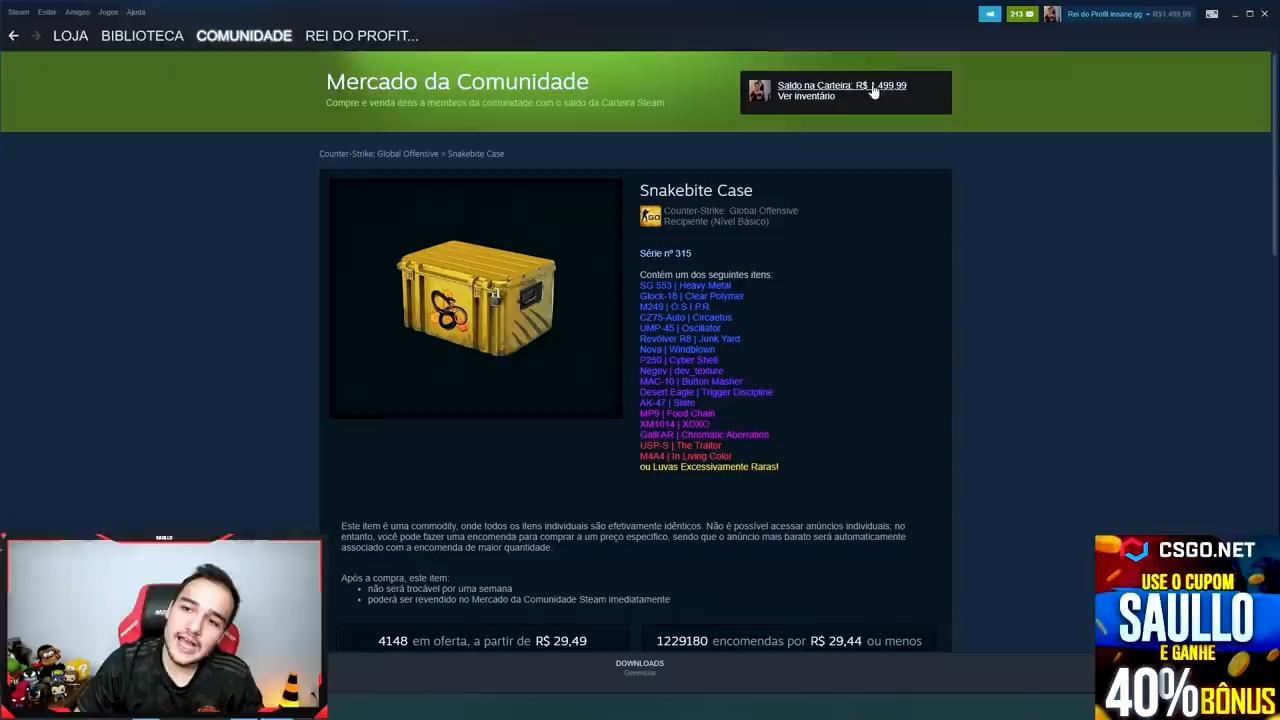 Steam Exibir Amigos Jogos Ajuda
213
Rei do Profit insane.gg
R$1.499,99
LOJA BIBLIOTECA COMUNIDADE REI DO PROFIT...
Mercado da Comunidade
Compre e venda itens a membros da comunidade com o saldo da Carteira Steam.
Saldo na Carteira: R$ 1.499,99
Ver inventário
Counter-Strike: Global Offensive > Snakebite Case
Snakebite Case
GO
Counter-Strike: Global Offensive
Recipiente (Nível Básico)
Série nº 315
Contém um dos seguintes itens:
SG 553 | Heavy Metal
Glock-18 | Clear Polymer
M249 | O.S.I.P.R.
CZ75-Auto | Circaetus
UMP-45 | Oscillator
Revólver R8 | Junk Yard
Nova | Windblown
P250 | Cyber Shell
Negev | dev_texture
MAC-10 | Button Masher
Desert Eagle | Trigger Discipline
AK-47 | Slate
MP9 | Food Chain
XM1014 | XOXO
Galil AR | Chromatic Aberration
USP-S | The Traitor
M4A4 | In Living Color
ou Luvas Excessivamente Raras!
Este item é uma commodity, onde todos os itens individuais são efetivamente idênticos. Não é possível acessar anúncios individuais; no
entanto, você pode fazer uma encomenda para comprar a um preço específico, sendo que o anúncio mais barato será automaticamente
associado com a encomenda de maior quantidade.
Após a compra, este item:
não será trocável por uma semana
poderá ser revendido no Mercado da Comunidade Steam imediatamente
4148 em oferta, a partir de R$ 29,49
1229180 encomendas por R$ 29,44 ou menos
DOWNLOADS
Gerenciar
SAULLO
CSGO.NET
USE O CUPOM
SAULLO
E GANHE
40% BÔNUS